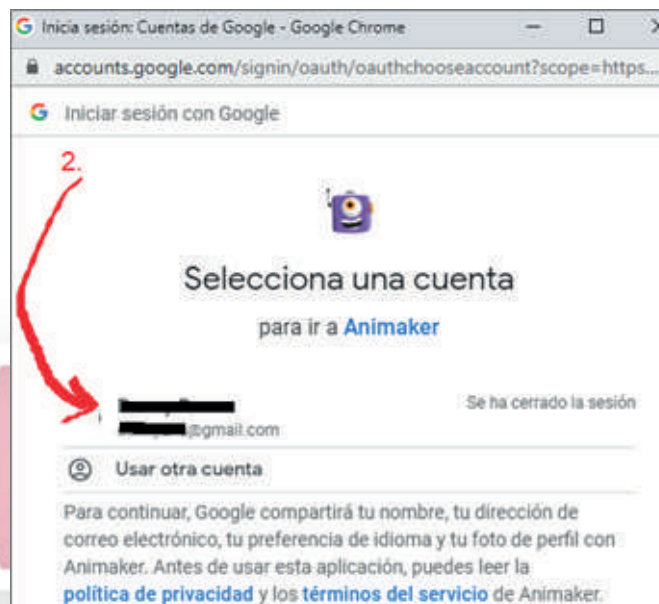 Inicia sesión: Cuentas de Google - Google Chrome
accounts.google.com/signin/oauth/oauthchooseaccount?scope=https...
Iniciar sesión con Google
2.
Selecciona una cuenta
para ir a Animaker
Se ha cerrado la sesión
@gmail.com
Usar otra cuenta
Para continuar, Google compartirá tu nombre, tu dirección de
correo electrónico, tu preferencia de idioma y tu foto de perfil con
Animaker. Antes de usar esta aplicación, puedes leer la
política de privacidad y los términos del servicio de Animaker.